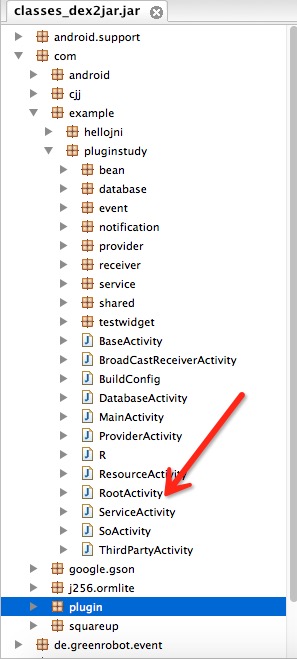 classes_dex2jar.jar
android.support
com
android
cjj
example
hellojni
pluginstudy
bean
database
event
notification
provider
receiver
service
shared
testwidget
BaseActivity
BroadCastReceiverActivity
BuildConfig
DatabaseActivity
MainActivity
ProviderActivity
R
ResourceActivity
RootActivity
ServiceActivity
SoActivity
ThirdPartyActivity
google.gson
j256.ormlite
plugin
squareup
de.greenrobot.event